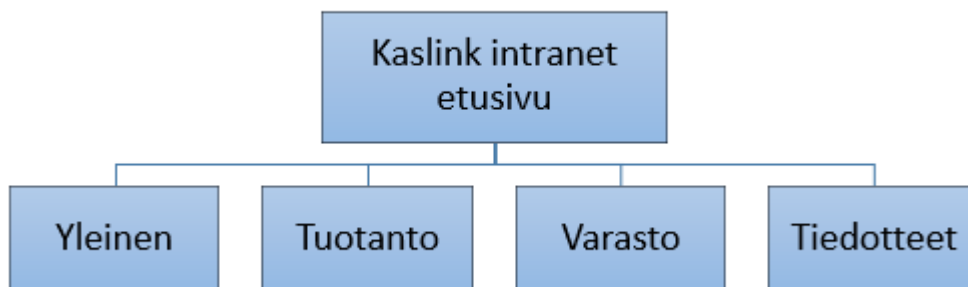 Kaslink intranet
etusivu
Yleinen
Tuotanto
Varasto
Tiedotteet